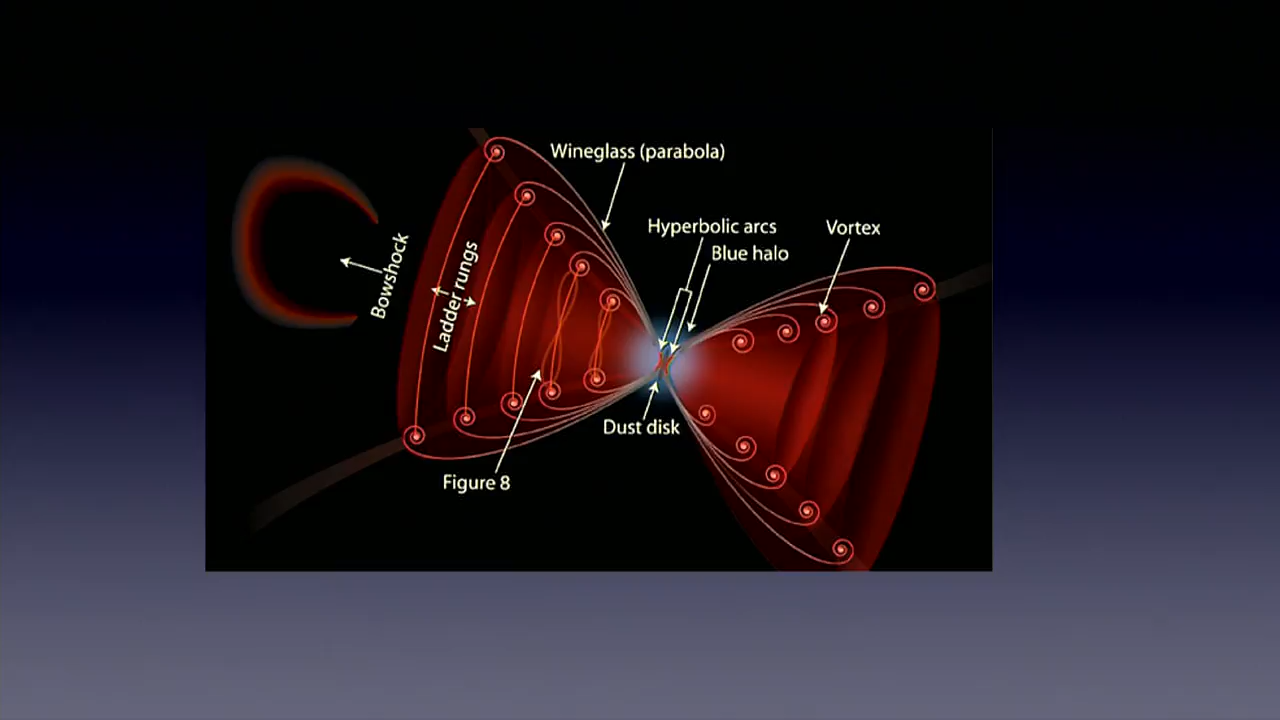 Wineglass (parabola)
Hyperbolic arcs
Vortex
Blue halo
Bowshock
Ladder rungs
Dust disk
Figure 8